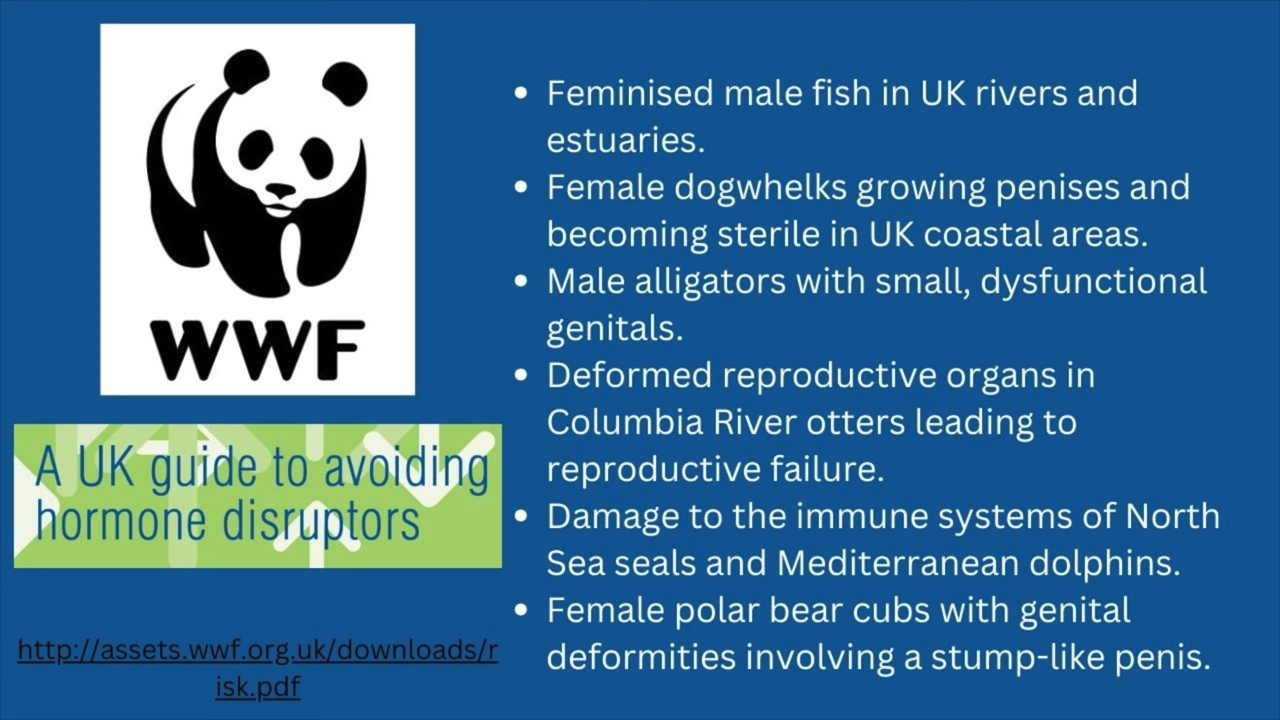 WWF
A UK guide to avoiding
hormone disruptors
http://assets.wwf.org.uk/downloads/r
isk.pdf
• Feminised male fish in UK rivers and
estuaries.
• Female dogwhelks growing penises and
becoming sterile in UK coastal areas.
• Male alligators with small, dysfunctional
genitals.
• Deformed reproductive organs in
Columbia River otters leading to
reproductive failure.
• Damage to the immune systems of North
Sea seals and Mediterranean dolphins.
• Female polar bear cubs with genital
deformities involving a stump-like penis.